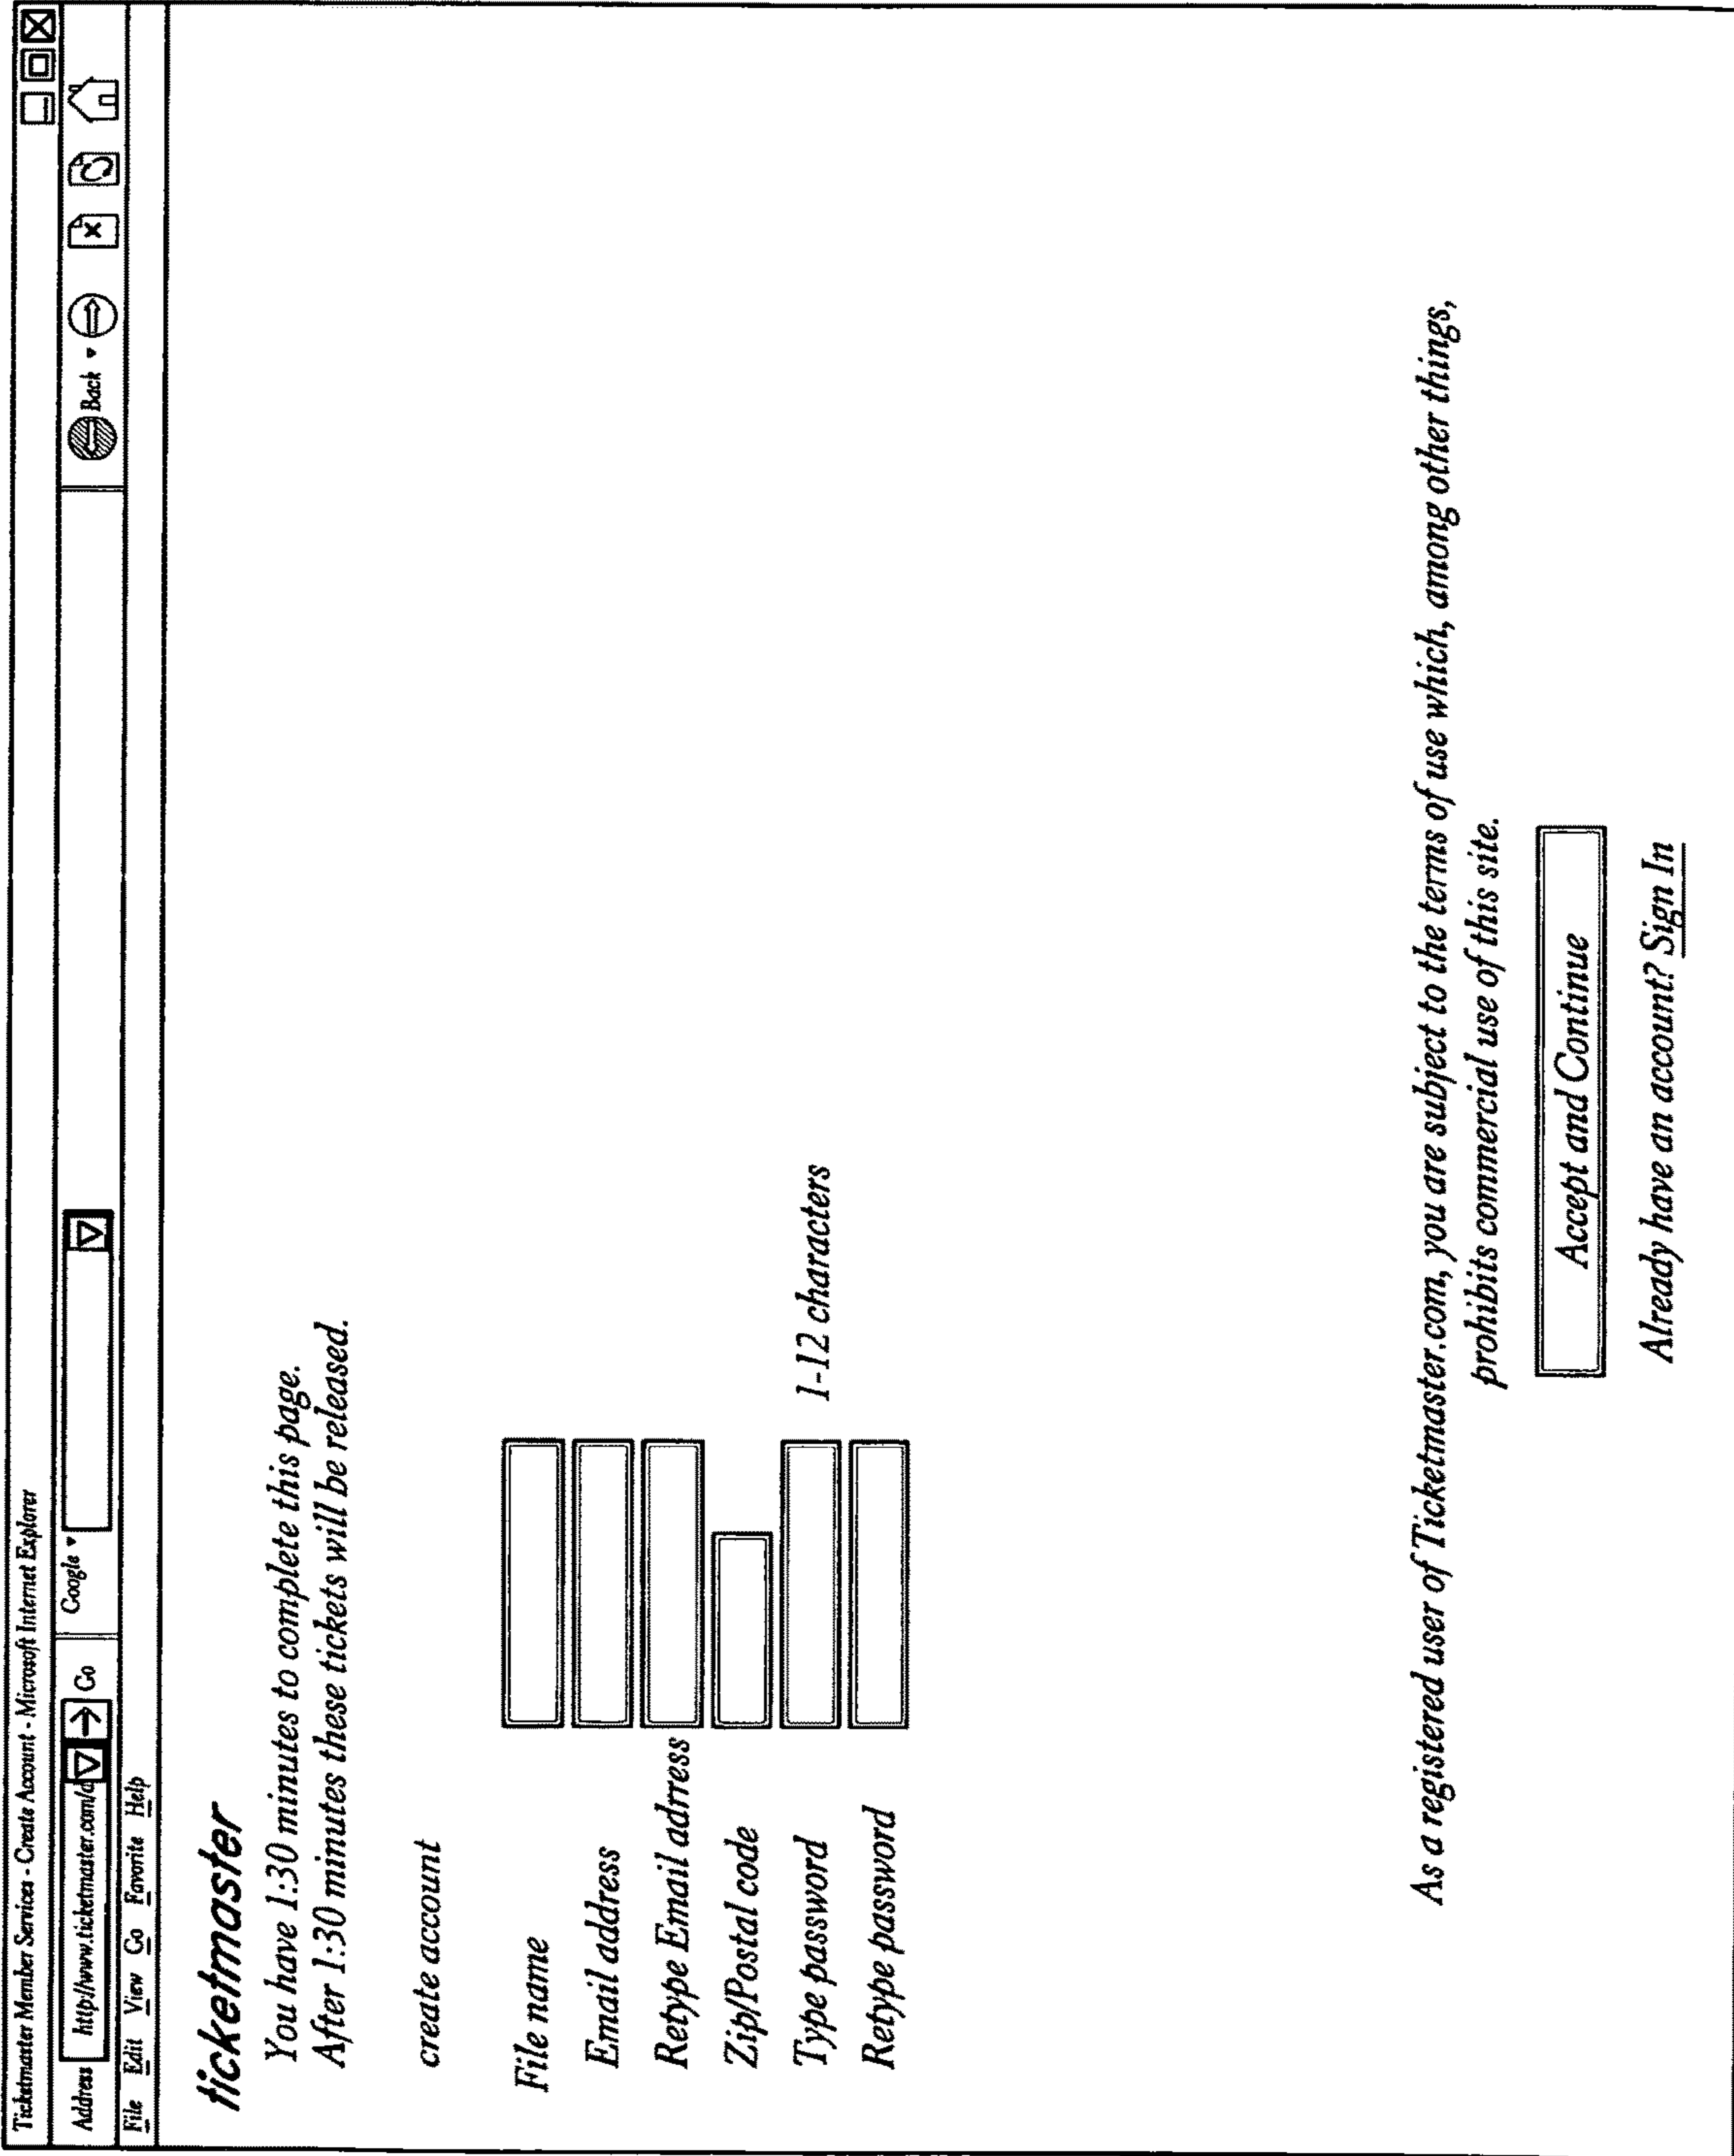 Ticketmaster Member Services - Create Account - Microsoft Internet Explorer
Address http://www.ticketmaster.com/c Go Google Back
File Edit View Go Favorite Help
ticketmaster
You have 1:30 minutes to complete this page.
After 1:30 minutes these tickets will be released.
create account
File name
Email address
Retype Email adrress
Zip/Postal code
Type password 1-12 characters
Retype password
As a registered user of Ticketmaster.com, you are subject to the terms of use which, among other things,
prohibits commercial use of this site.
Accept and Continue
Already have an account? Sign In